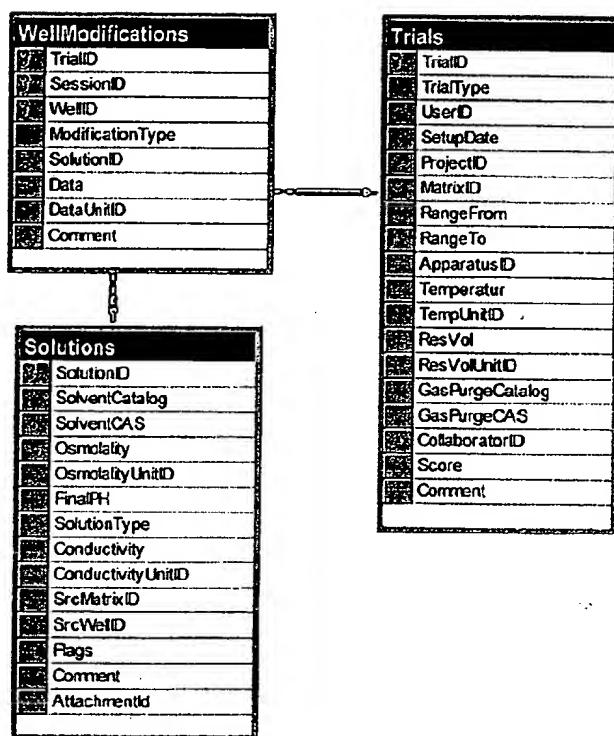 WellModifications
TrialID
SessionID
WellID
ModificationType
SolutionID
Data
DataUnitID
Comment
Trials
TrialID
TrialType
UserID
SetupDate
ProjectID
MatrixID
RangeFrom
RangeTo
ApparatusID
Temperatur
TempUnitID
ResVol
ResVolUnitID
GasPurgeCatalog
GasPurgeCAS
CollaboratorID
Score
Comment
Solutions
SolutionID
SolventCatalog
SolventCAS
Osmolality
OsmolalityUnitID
FinalPH
SolutionType
Conductivity
ConductivityUnitID
SrcMatrixID
SrcWellID
Flags
Comment
AttachmentId